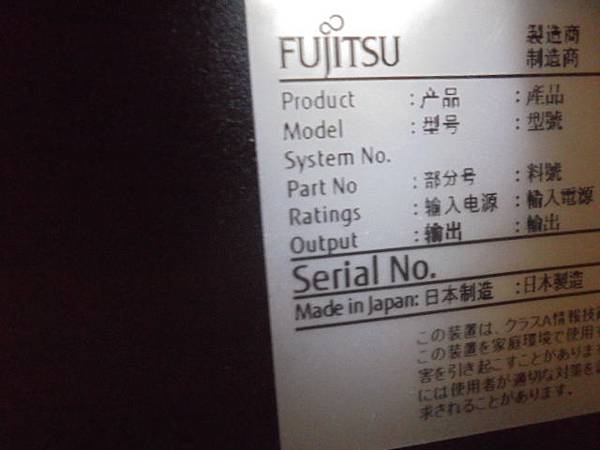 FUJITSU 製造商
制造商
Product :产品 :産品
Model :型号 :型號
System No.
Part No :部分号 :料號
Ratings :输入电源 :輸入電源
Output :输出 :輸出
Serial No.
Made in Japan:日本制造 :日本製造
この装置は、クラスA情報技
この装置を家庭環境で使用
害を引き起こすことがあります
には使用者が適切な対策を
求されることがあります。